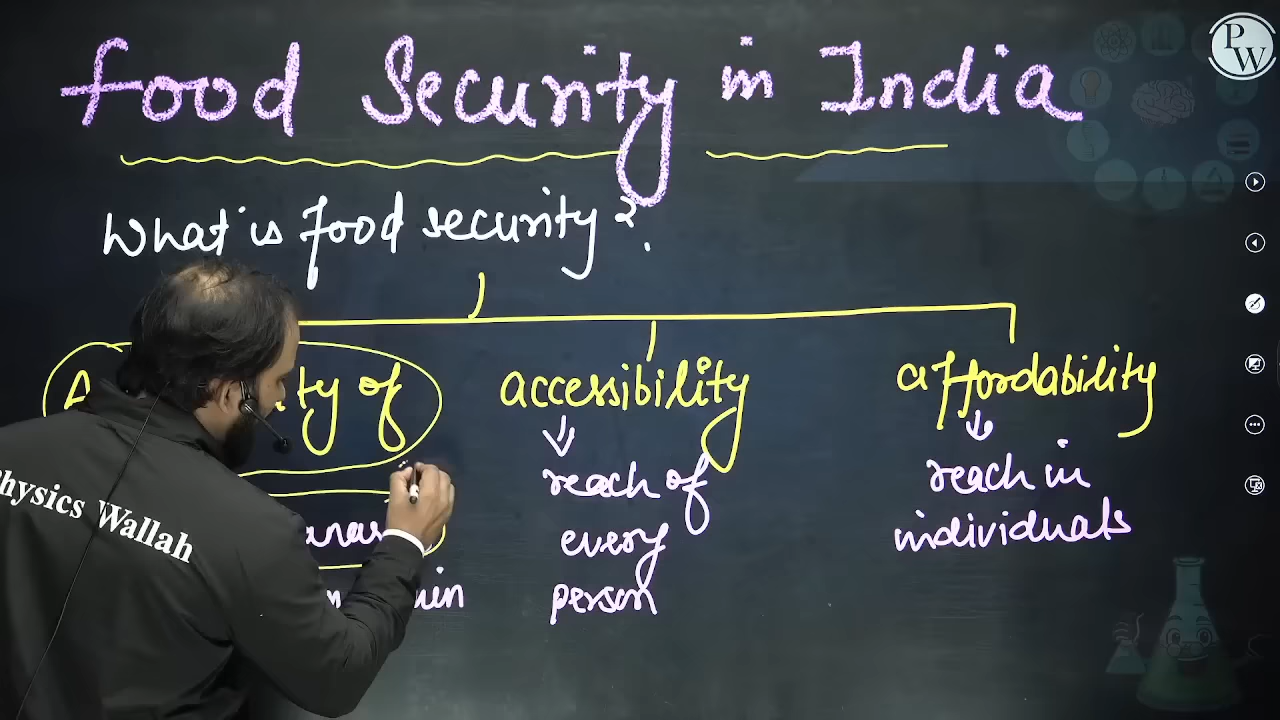 Food Security in India
What is food security?
of
accessibility
affordability
reach of
every
person
reach in
individuals
Physics Wallah
PW